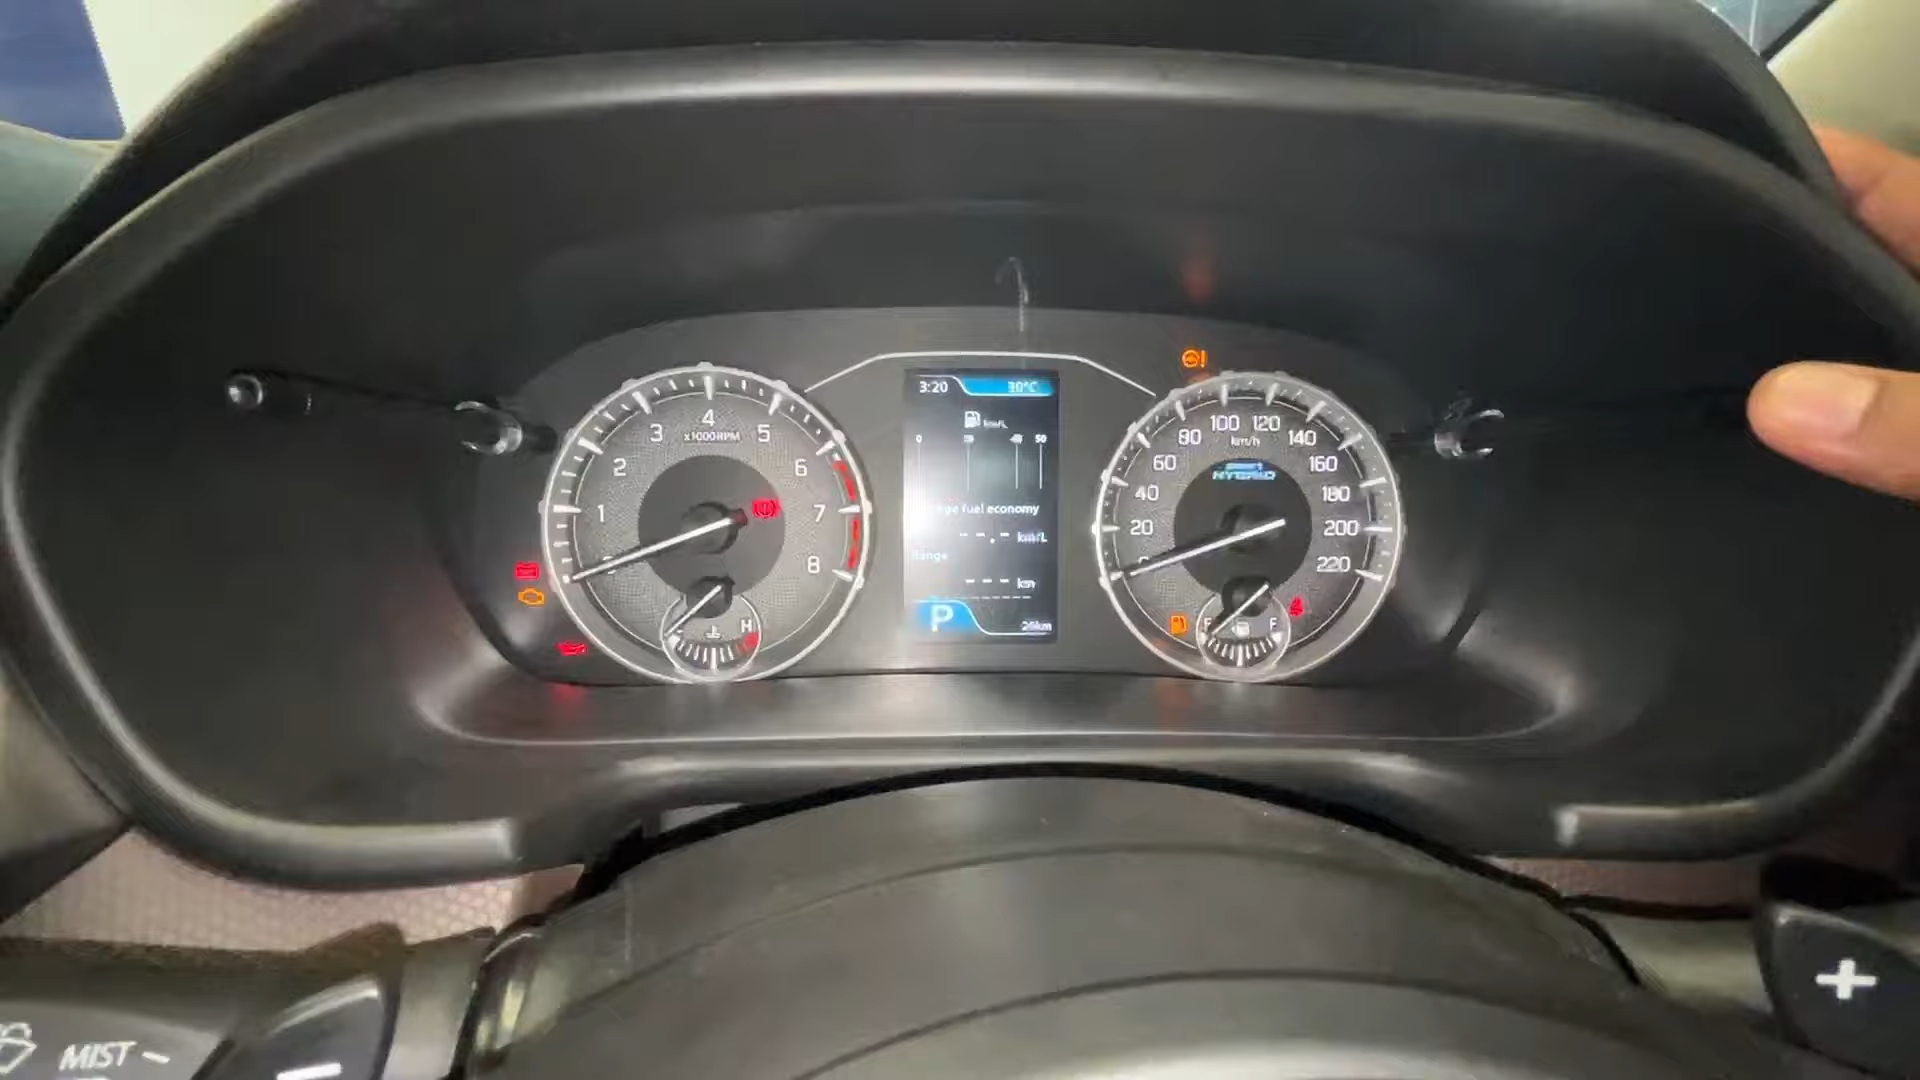 3:20 30°C
km/L
0 50
fuel economy
--.- km/L
Range
--- km
P 26km
1 2 3 4 5 6 7 8
x1000RPM
H
20 40 60 80 100 120 140 160 180 200 220
km/h
HYBRID
F
MIST